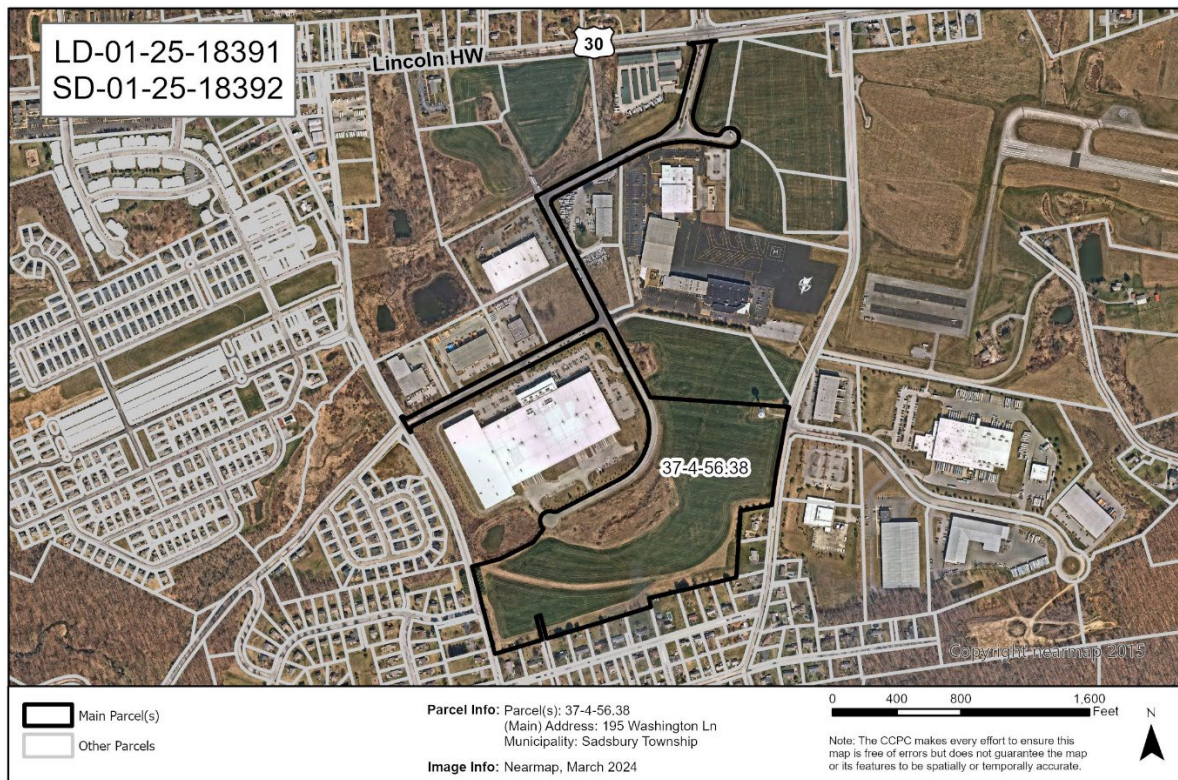 LD-01-25-18391
SD-01-25-18392
Lincoln HW
30
37-4-56.38
H
Copyright nearmap 2015
Main Parcel(s)
Other Parcels
Parcel Info: Parcel(s): 37-4-56.38
(Main) Address: 195 Washington Ln
Municipality: Sadsbury Township
Image Info: Nearmap, March 2024
0 400 800 1,600
Feet
N
Note: The CCPC makes every effort to ensure this
map is free of errors but does not guarantee the map
or its features to be spatially or temporally accurate.